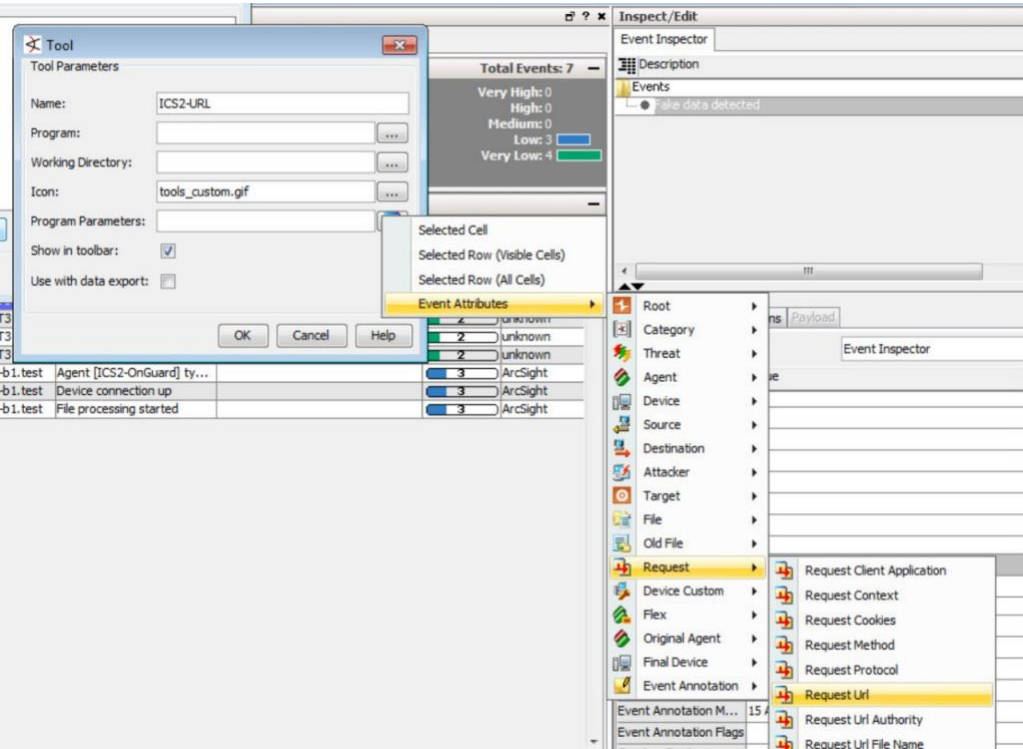 Tool
Tool Parameters
Name: ICS2-URL
Program: ...
Working Directory: ...
Icon: tools_custom.gif ...
Program Parameters:
Show in toolbar:
Use with data export:
OK Cancel Help
? Inspect/Edit
Event Inspector
Description
Events
Fake data detected
Total Events: 7
Very High: 0
High: 0
Medium: 0
Low: 3
Very Low: 4
Selected Cell
Selected Row (Visible Cells)
Selected Row (All Cells)
Event Attributes
Root
Category
Threat
Agent
Device
Source
Destination
Attacker
Target
File
Old File
Request
Device Custom
Flex
Original Agent
Final Device
Event Annotation
Request Client Application
Request Context
Request Cookies
Request Method
Request Protocol
Request Url
Request Url Authority
Request Url File Name
ns Payload
Event Inspector
ue
T3 2 unknown
T3 2 unknown
T3 2 unknown
-b1.test Agent [ICS2-OnGuard] ty... 3 ArcSight
-b1.test Device connection up 3 ArcSight
-b1.test File processing started 3 ArcSight
Event Annotation M... 15 A
Event Annotation Flags